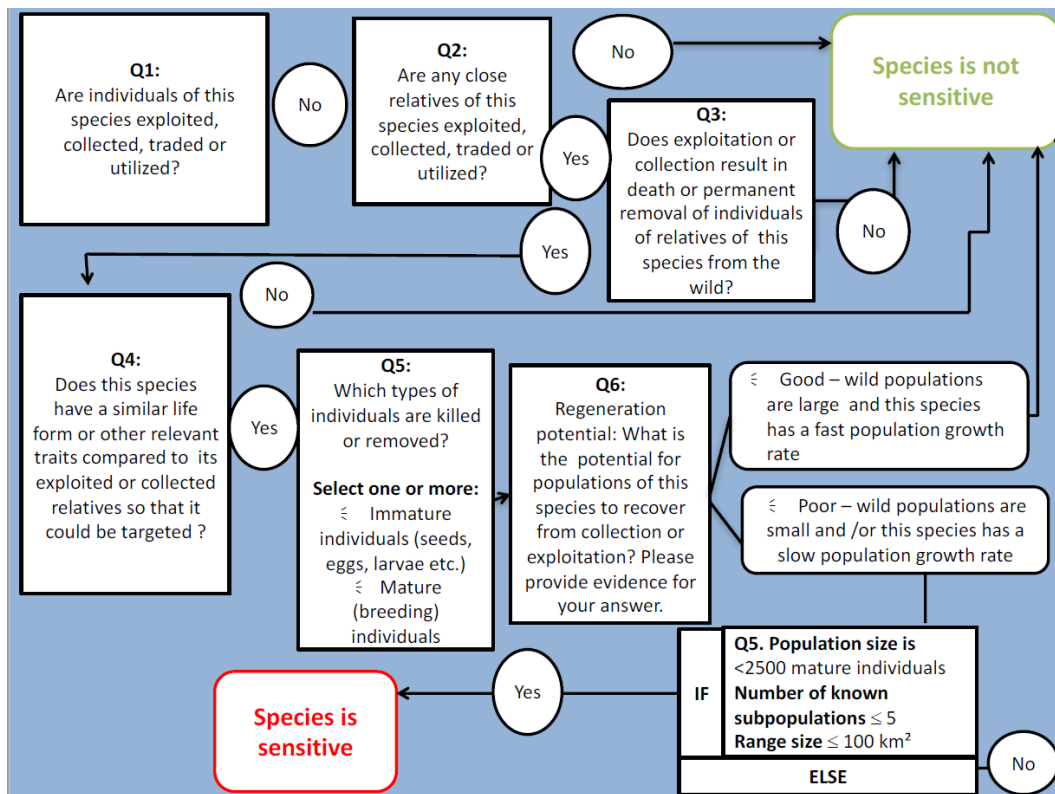 Q1:
Are individuals of this
species exploited,
collected, traded or
utilized?
No
Q2:
Are any close
relatives of this
species exploited,
collected, traded or
utilized?
No
Species is not
sensitive
Yes
Q3:
Does exploitation or
collection result in
death or permanent
removal of individuals
of relatives of this
species from the
wild?
No
Yes
No
Q4:
Does this species
have a similar life
form or other relevant
traits compared to its
exploited or collected
relatives so that it
could be targeted ?
Yes
Q5:
Which types of
individuals are killed
or removed?
Select one or more:
Immature
individuals (seeds,
eggs, larvae etc.)
Mature
(breeding)
individuals
Q6:
Regeneration
potential: What is
the potential for
populations of this
species to recover
from collection or
exploitation? Please
provide evidence for
your answer.
Good – wild populations
are large and this species
has a fast population growth
rate
Poor – wild populations are
small and /or this species has a
slow population growth rate
IF
Q5. Population size is
<2500 mature individuals
Number of known
subpopulations ≤ 5
Range size ≤ 100 km²
ELSE
No
Yes
Species is
sensitive